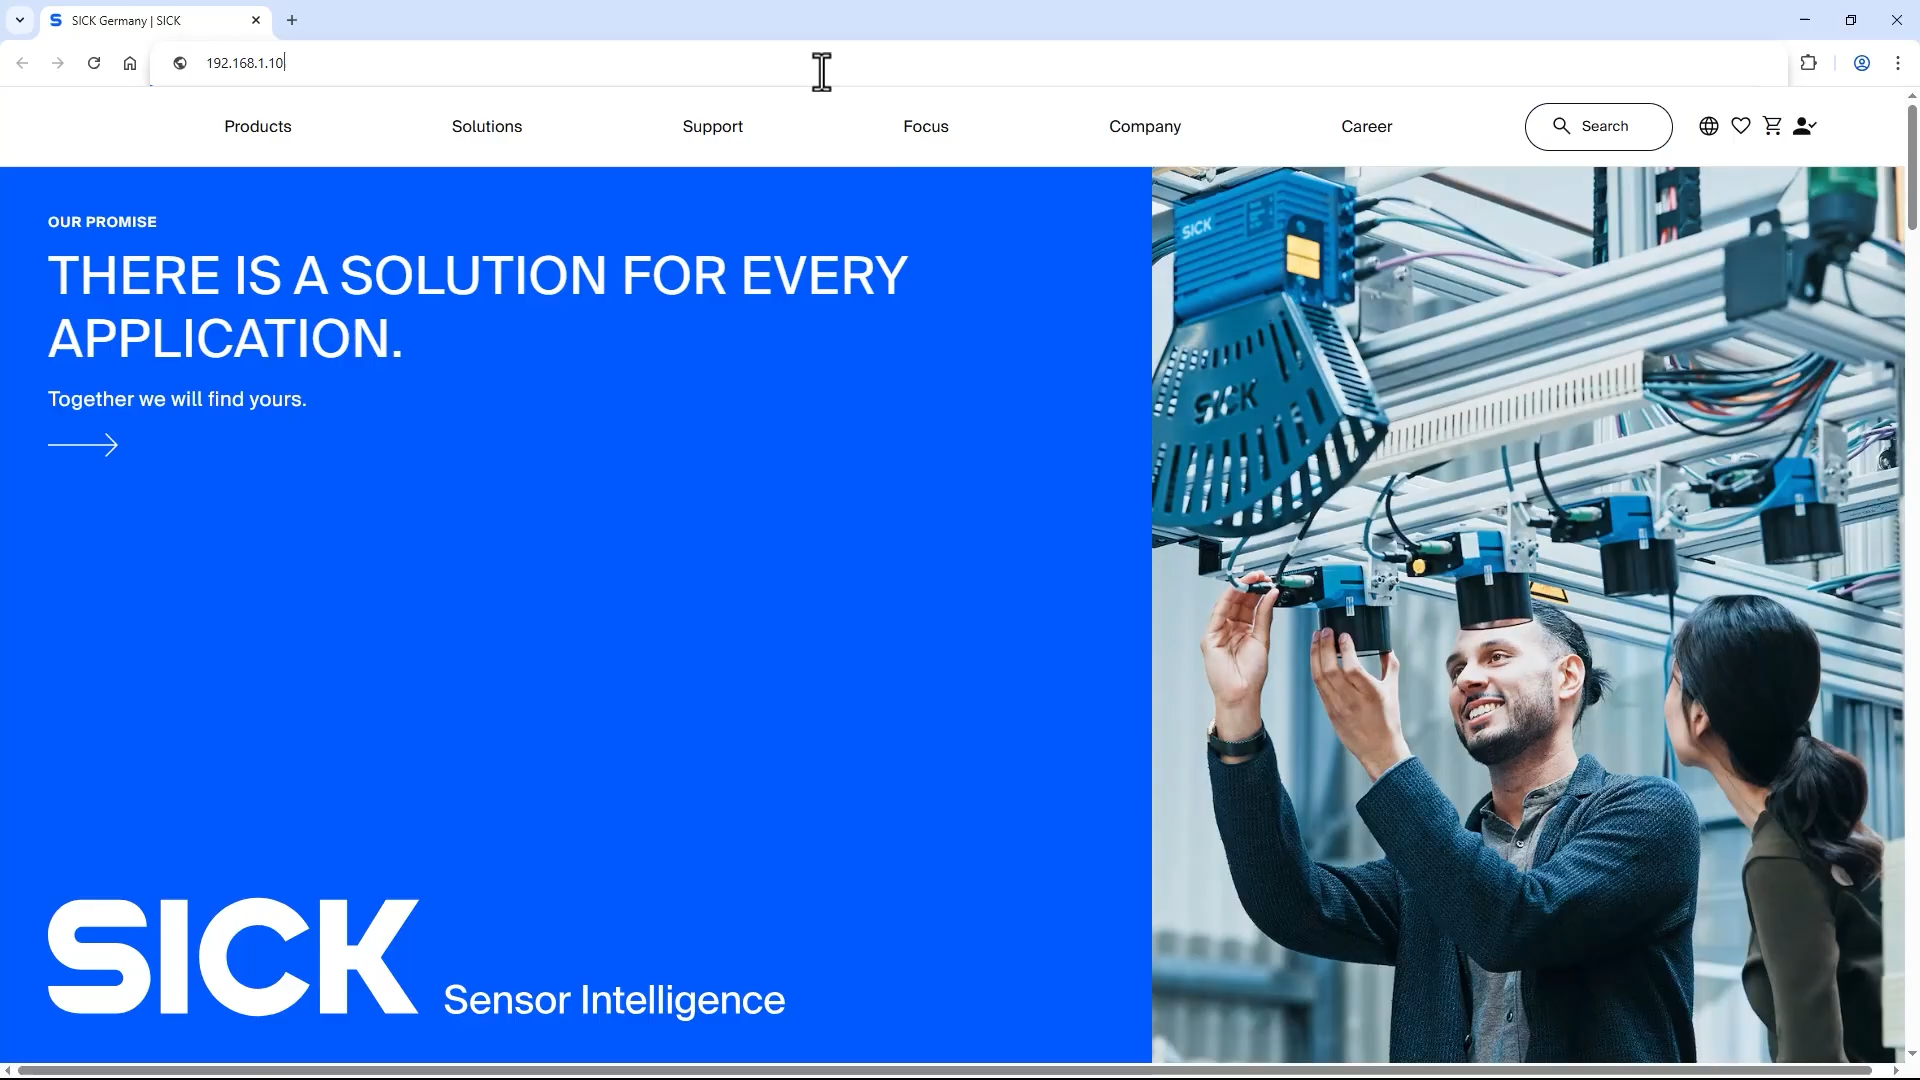 SICK Germany | SICK
192.168.1.10
Products
Solutions
Support
Focus
Company
Career
Search
OUR PROMISE
THERE IS A SOLUTION FOR EVERY
APPLICATION.
Together we will find yours.
SICK
SICK
SICK Sensor Intelligence